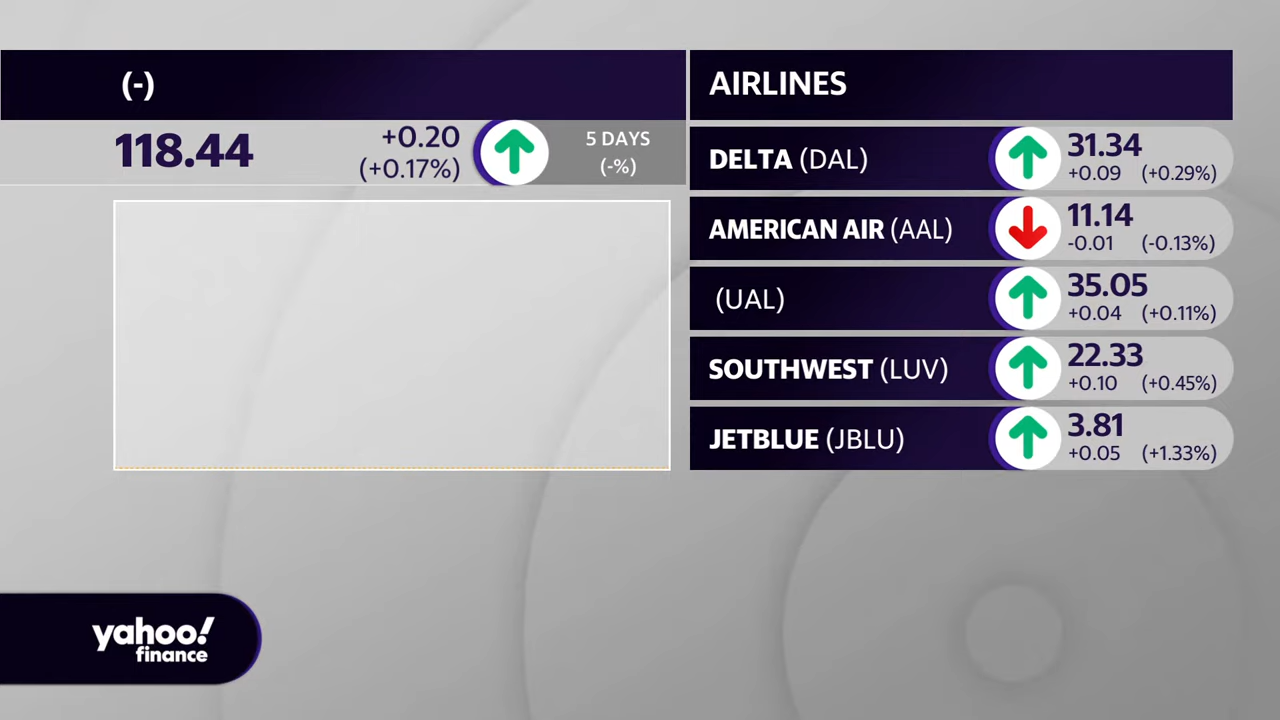 (-)
118.44
+0.20
(+0.17%)
5 DAYS
(-%)
AIRLINES
DELTA (DAL)
31.34
+0.09 (+0.29%)
AMERICAN AIR (AAL)
11.14
-0.01 (-0.13%)
(UAL)
35.05
+0.04 (+0.11%)
SOUTHWEST (LUV)
22.33
+0.10 (+0.45%)
JETBLUE (JBLU)
3.81
+0.05 (+1.33%)
yahoo!
finance